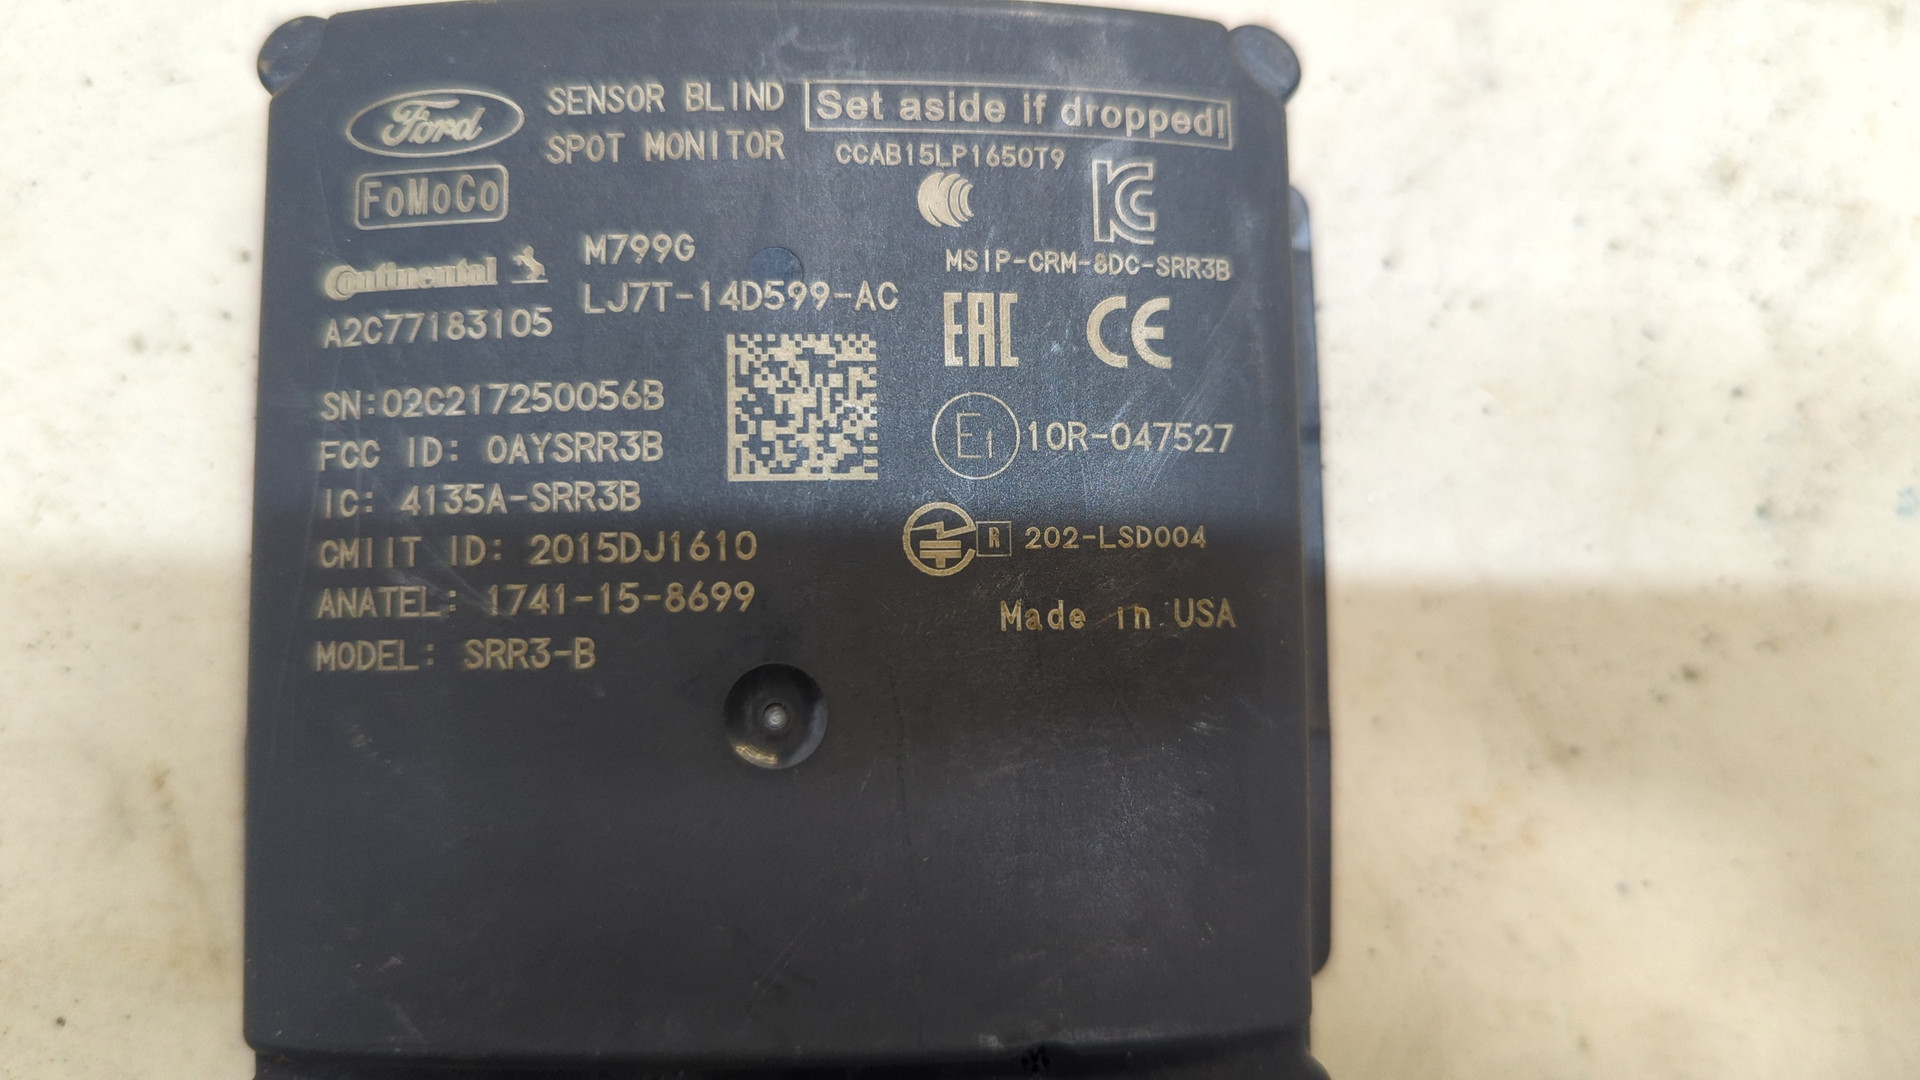 Ford
SENSOR BLIND
SPOT MONITOR
Set aside if dropped!
CCAB15LP1650T9
FoMoCo
Continental
M799G
LJ7T-14D599-AC
A2C77183105
MSIP-CRM-8DC-SRR3B
EAC
CE
SN:02C217250056B
FCC ID: OAYSRR3B
IC: 4135A-SRR3B
CMIIT ID: 2015DJ1610
ANATEL: 1741-15-8699
MODEL: SRR3-B
E1 10R-047527
R 202-LSD004
Made in USA